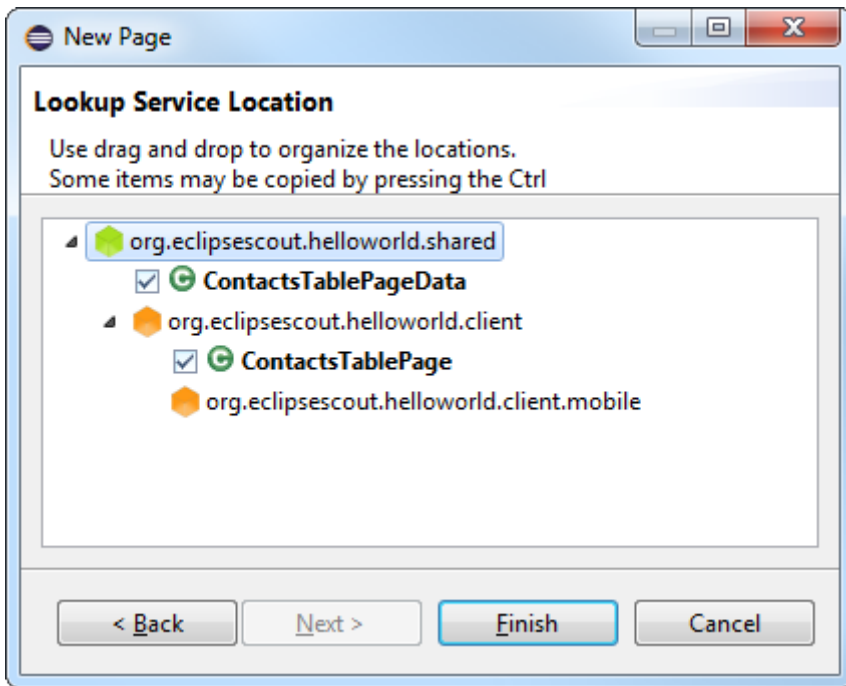 New Page
Lookup Service Location
Use drag and drop to organize the locations.
Some items may be copied by pressing the Ctrl
org.eclipsescout.helloworld.shared
ContactsTablePageData
org.eclipsescout.helloworld.client
ContactsTablePage
org.eclipsescout.helloworld.client.mobile
< Back Next > Finish Cancel